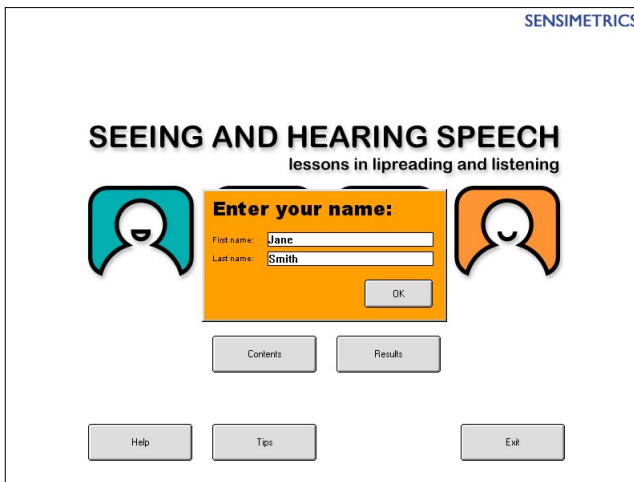 SENSIMETRICS
SEEING AND HEARING SPEECH
lessons in lipreading and listening
Enter your name:
First name: Jane
Last name: Smith
OK
Contents Results
Help Tips Exit